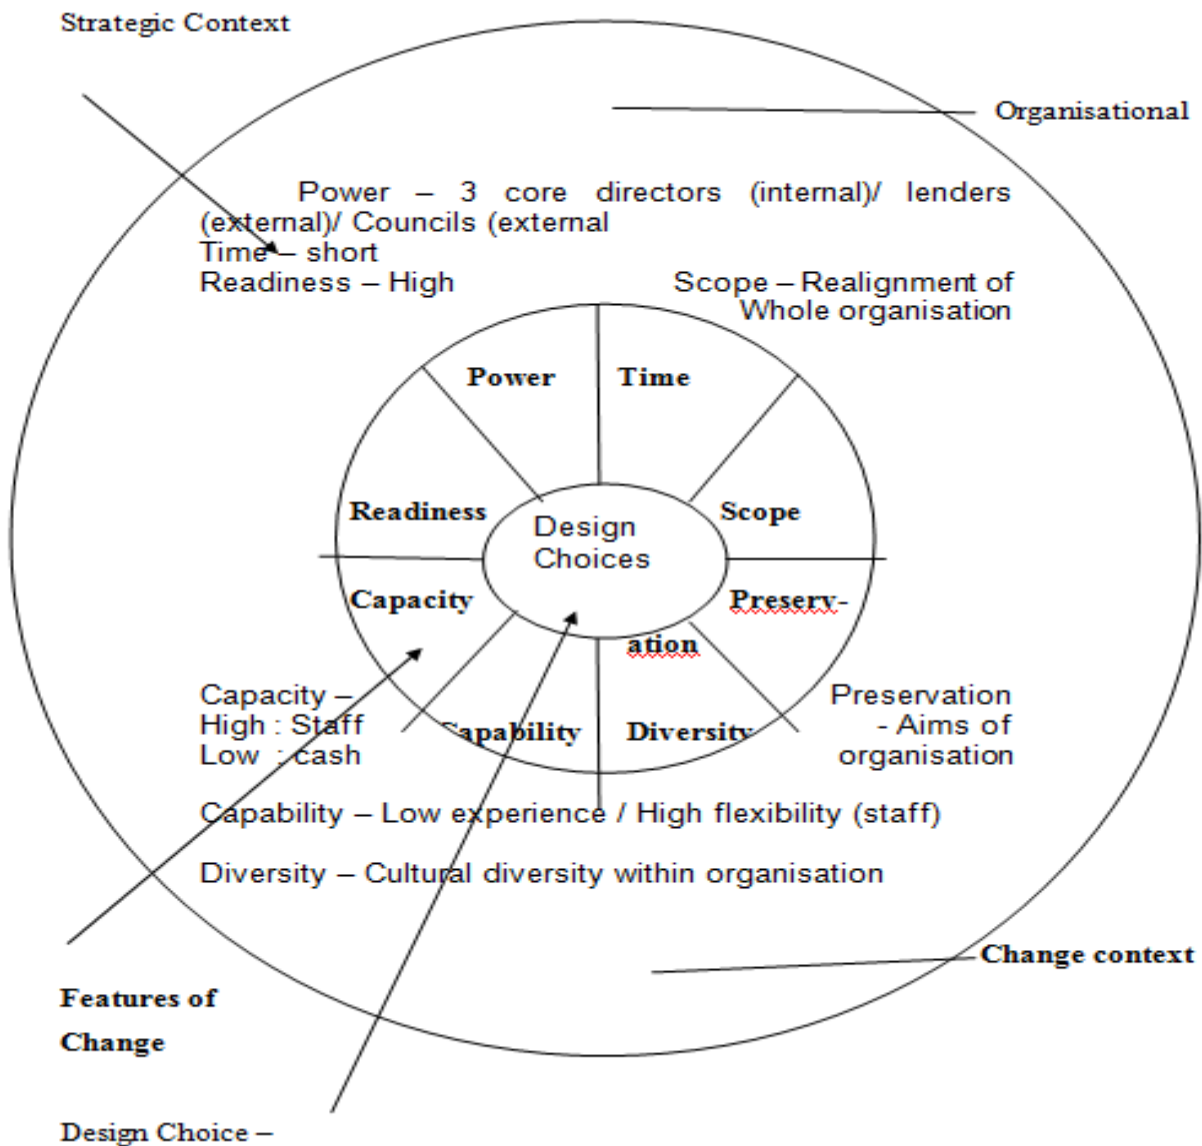 Strategic Context
Organisational
Power – 3 core directors (internal)/ lenders
(external)/ Councils (external
Time – short
Readiness – High
Scope – Realignment of
Whole organisation
Power
Time
Readiness
Scope
Design
Choices
Capacity
Preserv-
ation
Capability
Diversity
Capacity –
High : Staff
Low : cash
Preservation
- Aims of
organisation
Capability – Low experience / High flexibility (staff)
Diversity – Cultural diversity within organisation
Change context
Features of
Change
Design Choice –